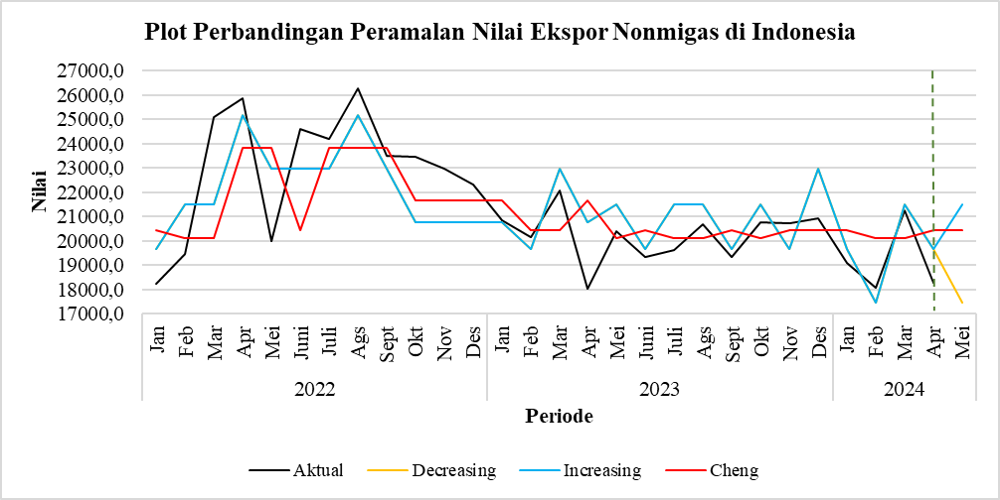 Plot Perbandingan Peramalan Nilai Ekspor Nonmigas di Indonesia
27000,0
26000,0
25000,0
24000,0
23000,0
22000,0
21000,0
20000,0
19000,0
18000,0
17000,0
Nilai
Jan Feb Mar Apr Mei Juni Juli Ags Sept Okt Nov Des Jan Feb Mar Apr Mei Juni Juli Ags Sept Okt Nov Des Jan Feb Mar Apr Mei
2022 2023 2024
Periode
Aktual Decreasing Increasing Cheng